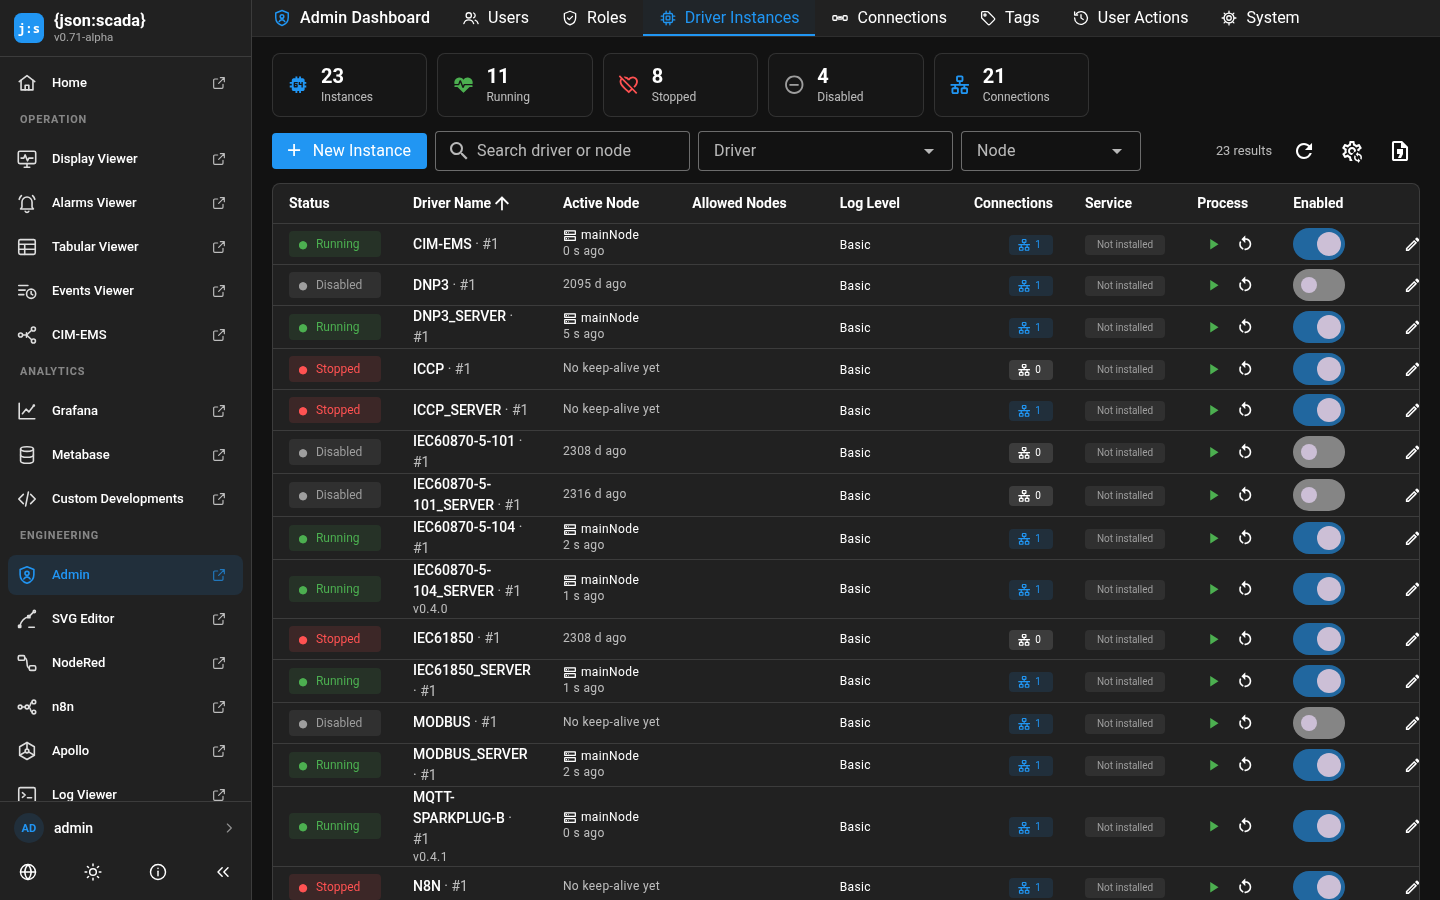 j:s
{json:scada}
v0.71-alpha
Home
OPERATION
Display Viewer
Alarms Viewer
Tabular Viewer
Events Viewer
CIM-EMS
ANALYTICS
Grafana
Metabase
Custom Developments
ENGINEERING
Admin
SVG Editor
NodeRed
n8n
Apollo
Log Viewer
AD admin
Admin Dashboard Users Roles Driver Instances Connections Tags User Actions System
23
Instances
11
Running
8
Stopped
4
Disabled
21
Connections
New Instance Search driver or node Driver Node 23 results
Status Driver Name Active Node Allowed Nodes Log Level Connections Service Process Enabled
Running CIM-EMS · #1 mainNode Basic 1 Not installed
0 s ago
Disabled DNP3 · #1 2095 d ago Basic 1 Not installed
Running DNP3_SERVER · mainNode Basic 1 Not installed
#1 5 s ago
Stopped ICCP · #1 No keep-alive yet Basic 0 Not installed
Stopped ICCP_SERVER · #1 No keep-alive yet Basic 1 Not installed
Disabled IEC60870-5-101 · 2308 d ago Basic 0 Not installed
#1
Disabled IEC60870-5- 2316 d ago Basic 0 Not installed
101_SERVER · #1
Running IEC60870-5-104 · mainNode Basic 1 Not installed
#1 2 s ago
Running IEC60870-5- mainNode Basic 1 Not installed
104_SERVER · #1 1 s ago
v0.4.0
Stopped IEC61850 · #1 2308 d ago Basic 0 Not installed
Running IEC61850_SERVER mainNode Basic 1 Not installed
· #1 1 s ago
Disabled MODBUS · #1 No keep-alive yet Basic 1 Not installed
Running MODBUS_SERVER mainNode Basic 1 Not installed
· #1 2 s ago
Running MQTT- mainNode Basic 1 Not installed
SPARKPLUG-B · 0 s ago
#1
v0.4.1
Stopped N8N · #1 No keep-alive yet Basic 1 Not installed